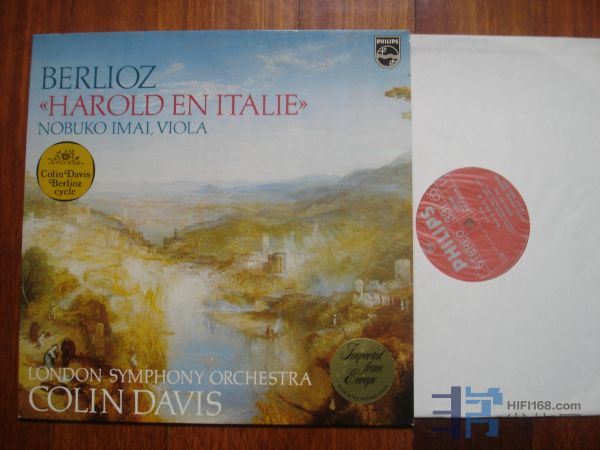 PHILIPS
BERLIOZ
«HAROLD EN ITALIE»
NOBUKO IMAI, VIOLA
Colin Davis
Berlioz
cycle
LONDON SYMPHONY ORCHESTRA
COLIN DAVIS
Imported
from
Europe
PHILIPS
STEREO
HIFI168.com